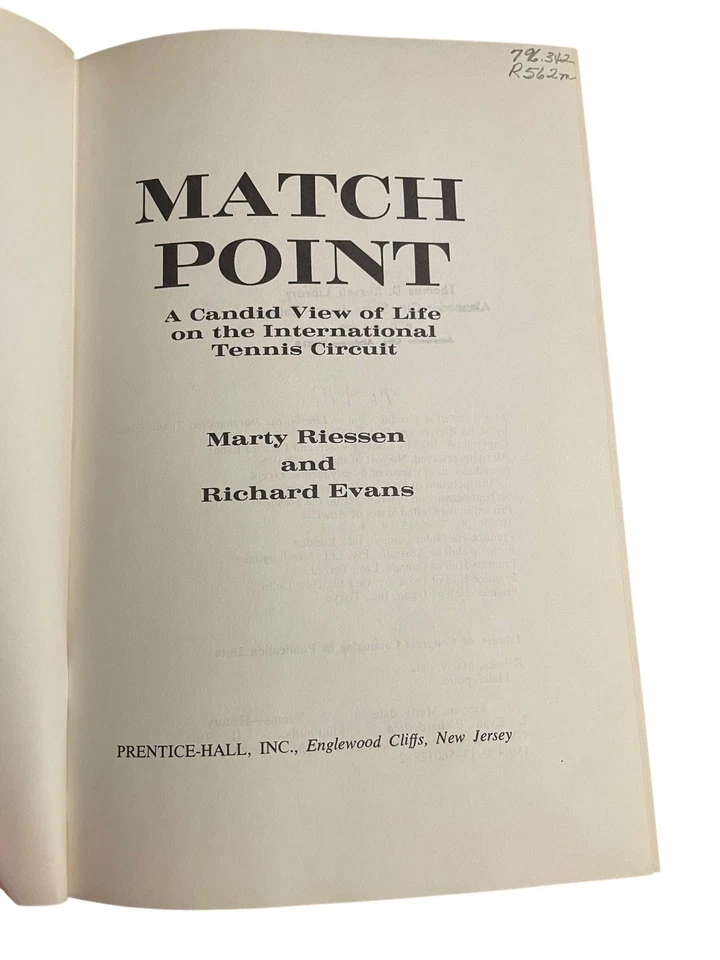 796.342
R562m
MATCH
POINT
A Candid View of Life
on the International
Tennis Circuit
Marty Riessen
and
Richard Evans
PRENTICE-HALL, INC., Englewood Cliffs, New Jersey